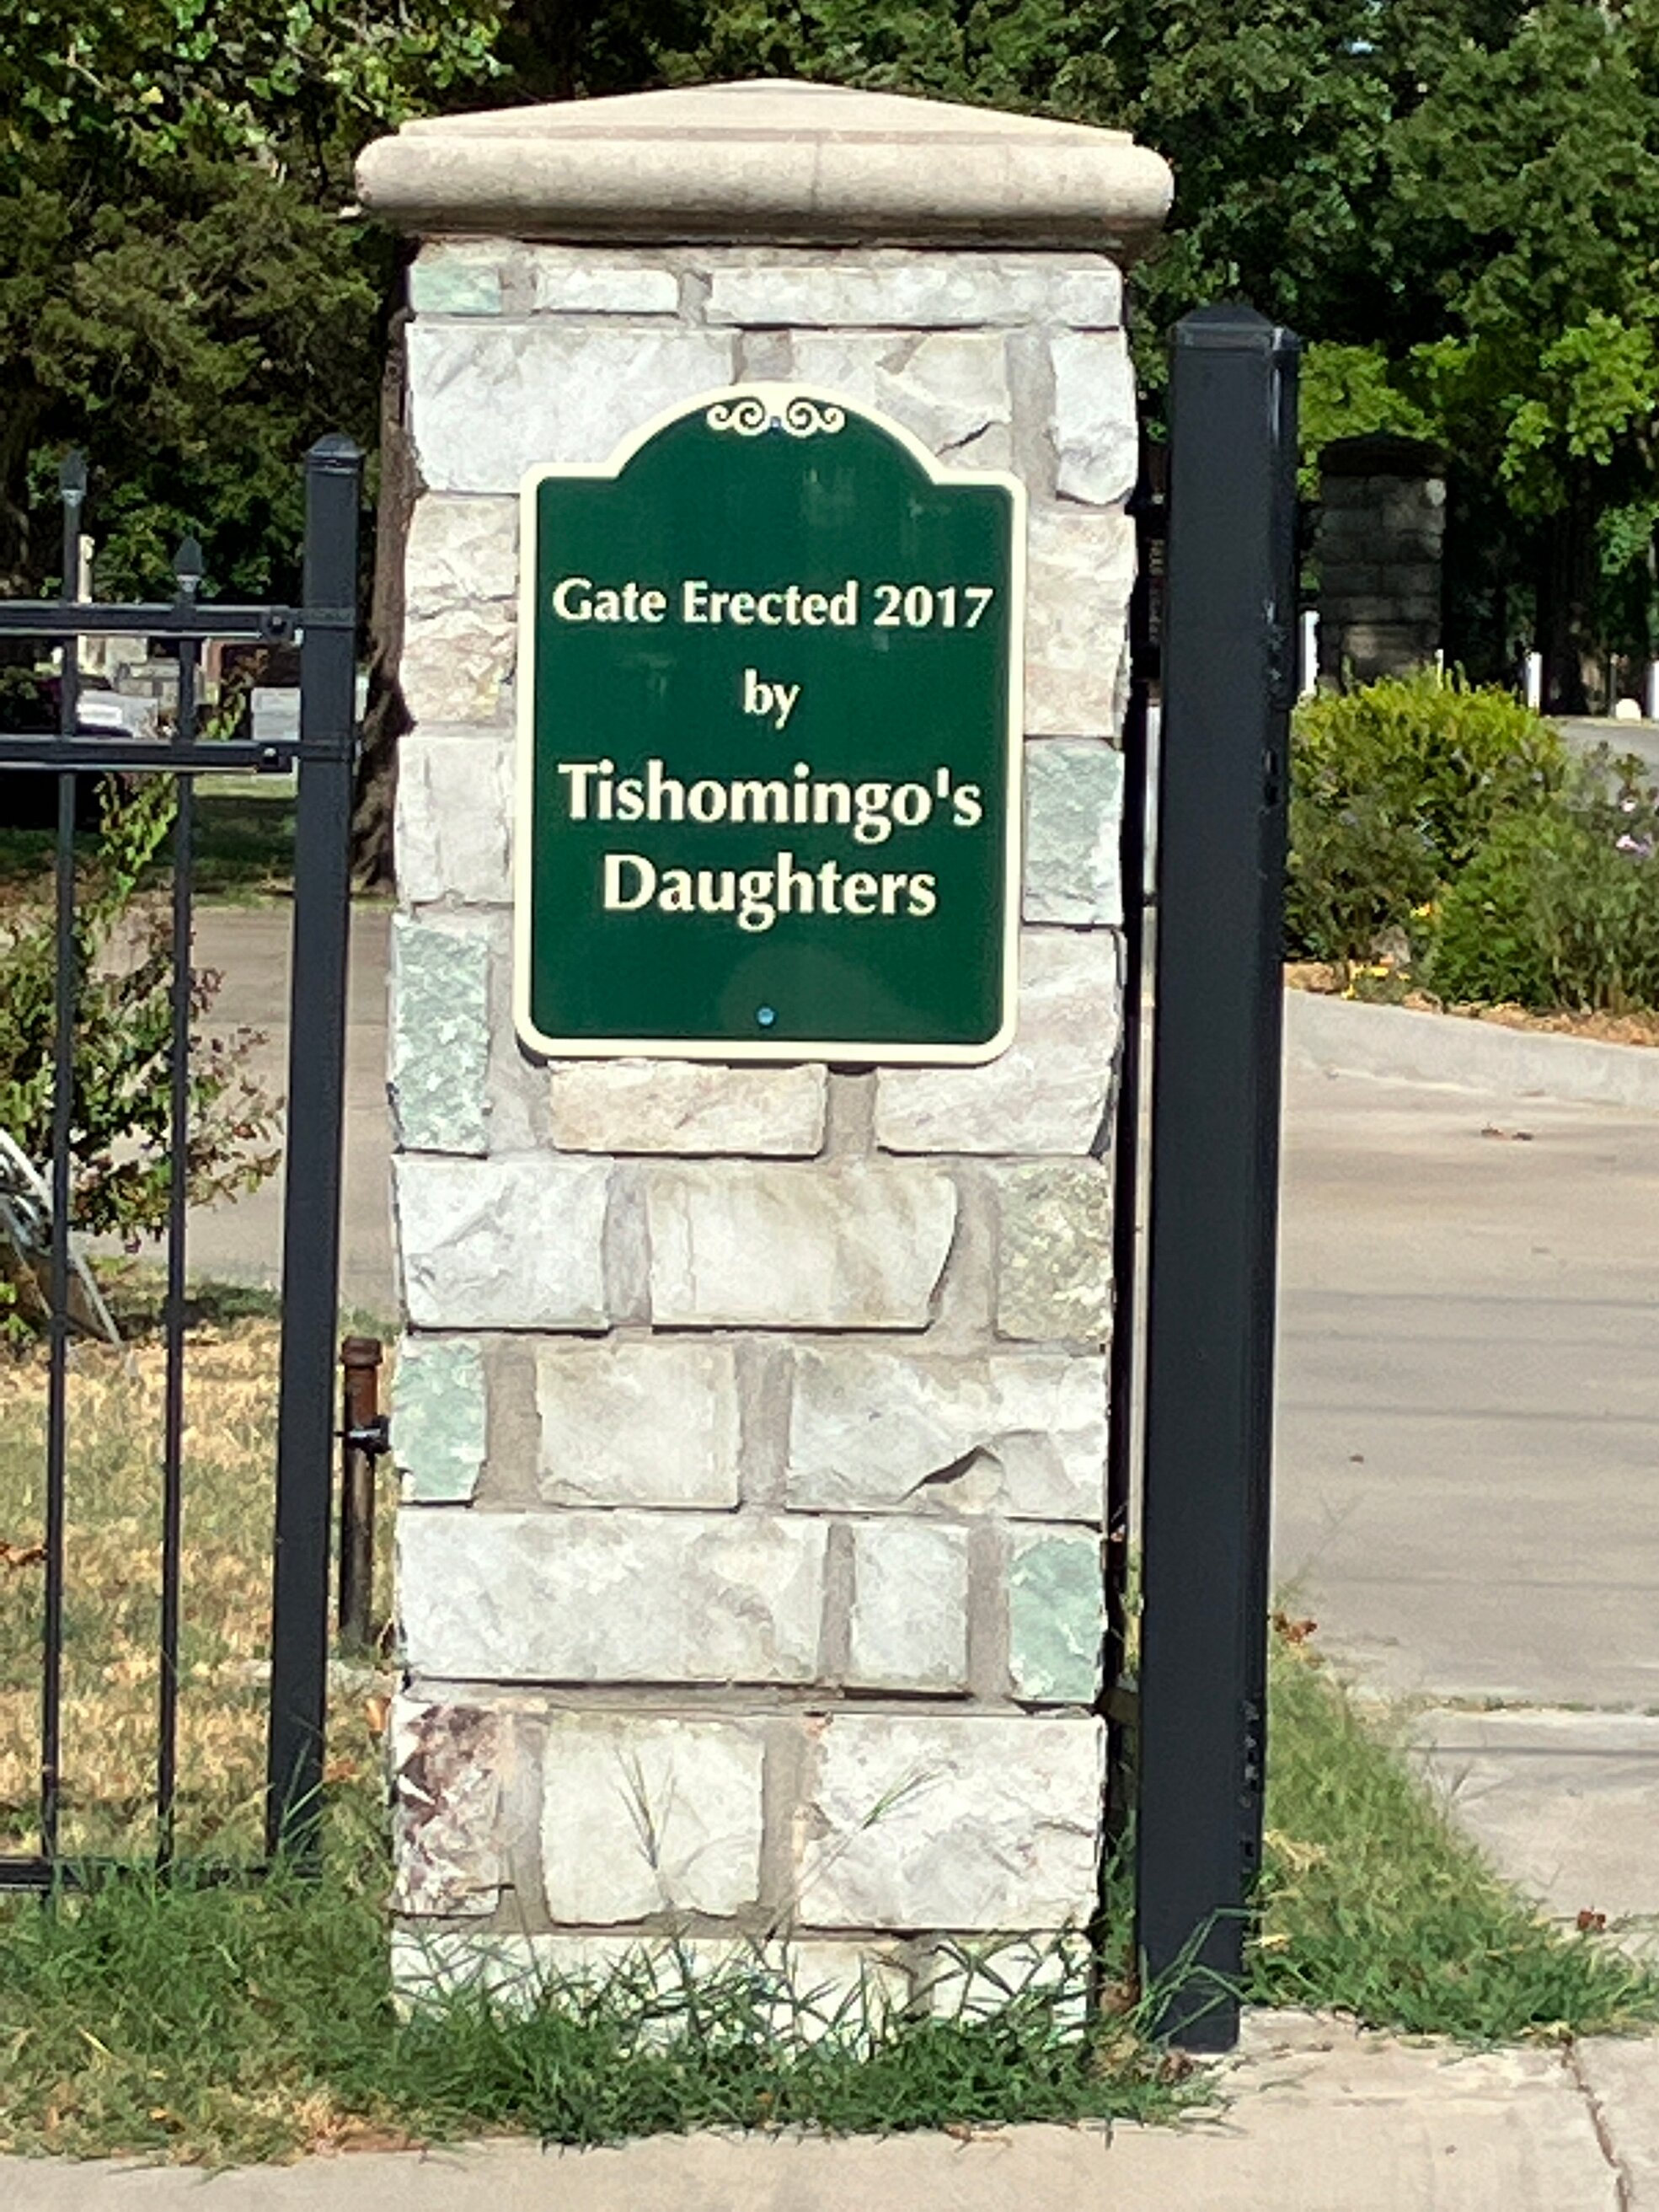 Gate Erected 2017
by
Tishomingo's
Daughters